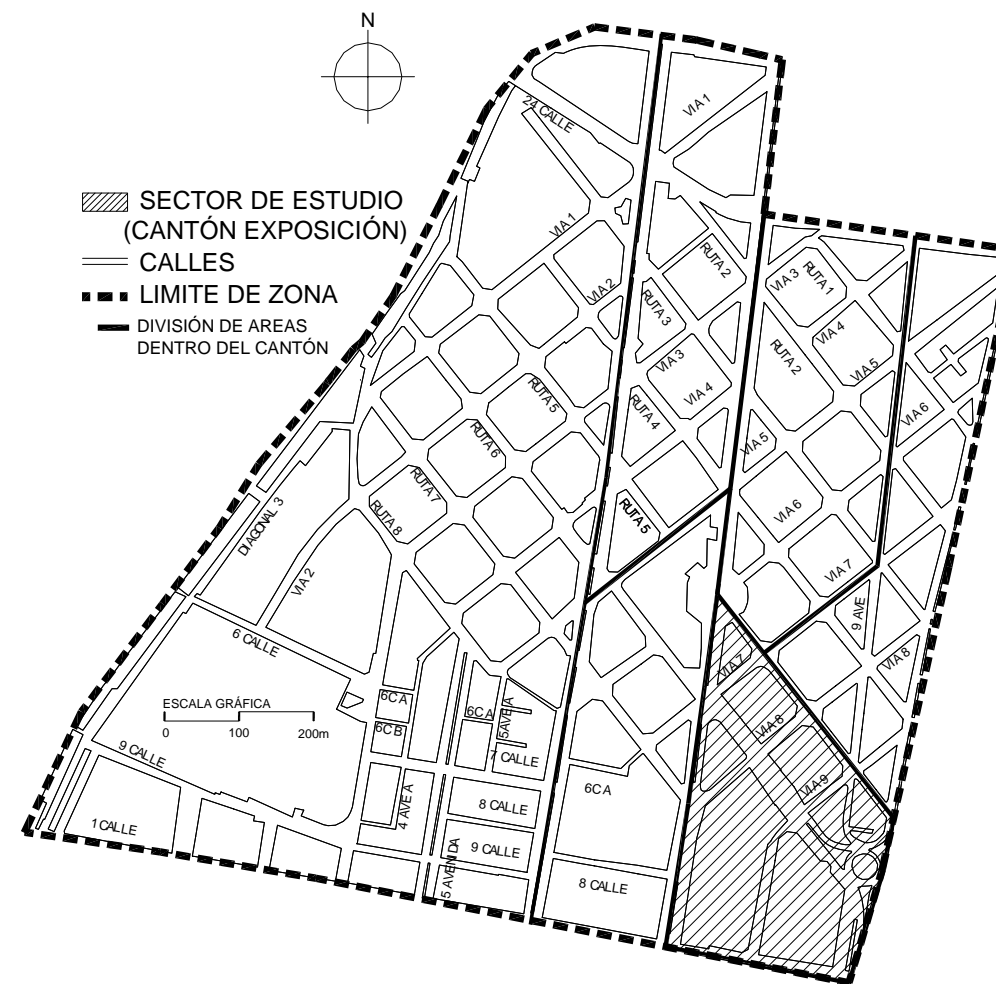 N
SECTOR DE ESTUDIO
(CANTÓN EXPOSICIÓN)
CALLES
LIMITE DE ZONA
DIVISIÓN DE AREAS
DENTRO DEL CANTÓN
24 CALLE
VIA 1
VIA 1
VIA 2
RUTA 2
RUTA 3
VIA 3
VIA 4
RUTA 4
RUTA 5
VIA 3
RUTA 1
VIA 4
RUTA 2
VIA 5
VIA 5
VIA 6
VIA 6
VIA 7
RUTA 5
RUTA 6
RUTA 7
RUTA 8
DIAGONAL 3
VIA 2
6 CALLE
9 AVE
VIA 8
VIA 7
VIA 8
VIA 9
ESCALA GRÁFICA
0 100 200m
6C A
6C B
6C A
5AVE A
7 CALLE
9 CALLE
1CALLE
4 AVE A
5 AVENIDA
8 CALLE
9 CALLE
6C A
8 CALLE